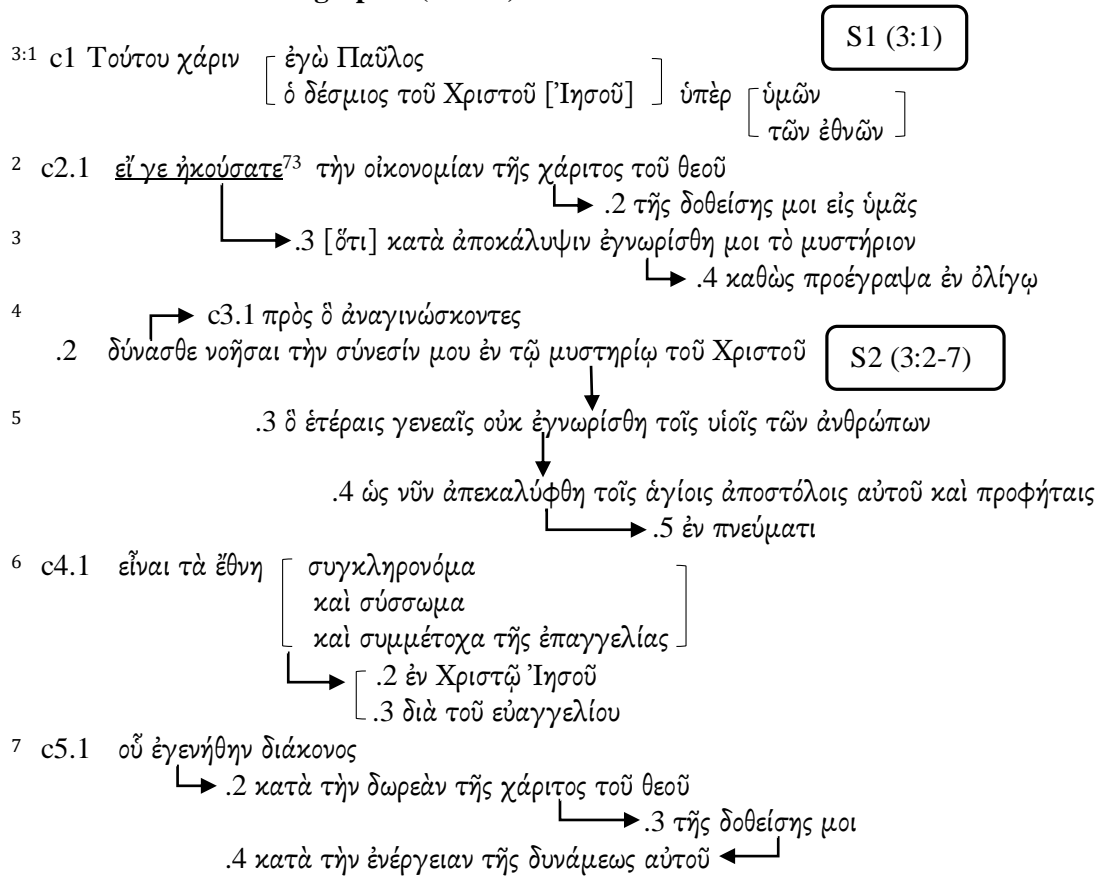 S1 (3:1)
3:1 c1 Τούτου χάριν ἐγὼ Παῦλος
ὁ δέσμιος τοῦ Χριστοῦ [Ἰησοῦ] ὑπὲρ ὑμῶν
τῶν ἐθνῶν
2 c2.1 εἴ γε ἠκούσατε73 τὴν οἰκονομίαν τῆς χάριτος τοῦ θεοῦ
.2 τῆς δοθείσης μοι εἰς ὑμᾶς
3 .3 [ὅτι] κατὰ ἀποκάλυψιν ἐγνωρίσθη μοι τὸ μυστήριον
.4 καθὼς προέγραψα ἐν ὀλίγῳ
4 c3.1 πρὸς ὃ ἀναγινώσκοντες
.2 δύνασθε νοῆσαι τὴν σύνεσίν μου ἐν τῷ μυστηρίῳ τοῦ Χριστοῦ S2 (3:2-7)
5 .3 ὃ ἑτέραις γενεαῖς οὐκ ἐγνωρίσθη τοῖς υἱοῖς τῶν ἀνθρώπων
.4 ὡς νῦν ἀπεκαλύφθη τοῖς ἁγίοις ἀποστόλοις αὐτοῦ καὶ προφήταις
.5 ἐν πνεύματι
6 c4.1 εἶναι τὰ ἔθνη συγκληρονόμα
καὶ σύσσωμα
καὶ συμμέτοχα τῆς ἐπαγγελίας
.2 ἐν Χριστῷ Ἰησοῦ
.3 διὰ τοῦ εὐαγγελίου
7 c5.1 οὗ ἐγενήθην διάκονος
.2 κατὰ τὴν δωρεὰν τῆς χάριτος τοῦ θεοῦ
.3 τῆς δοθείσης μοι
.4 κατὰ τὴν ἐνέργειαν τῆς δυνάμεως αὐτοῦ